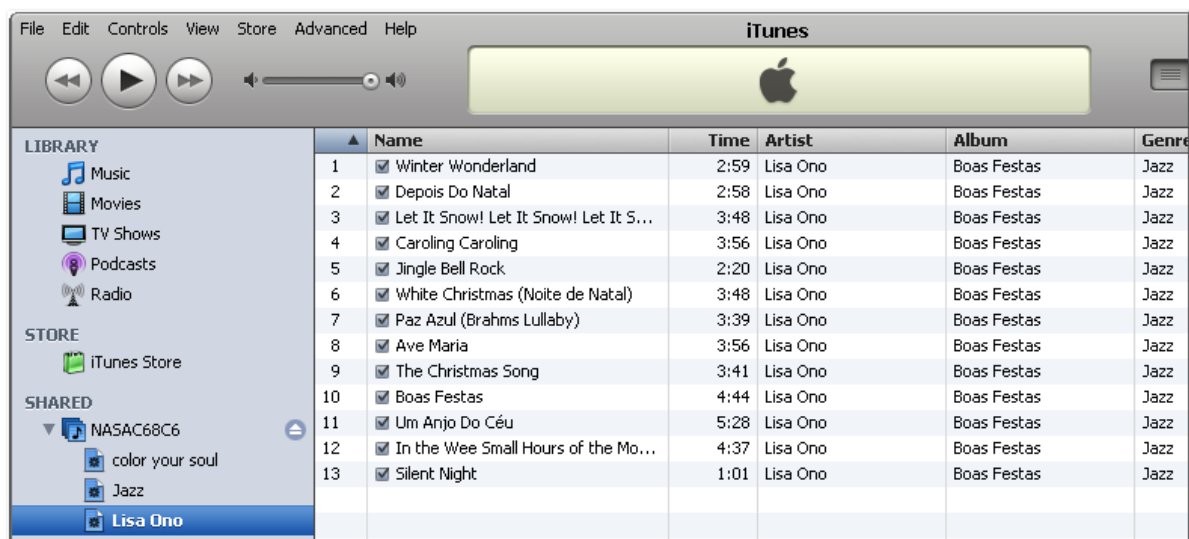 File Edit Controls View Store Advanced Help
iTunes
LIBRARY
Music
Movies
TV Shows
Podcasts
Radio
STORE
iTunes Store
SHARED
NASAC68C6
color your soul
Jazz
Lisa Ono
Name Time Artist Album Genre
1 Winter Wonderland 2:59 Lisa Ono Boas Festas Jazz
2 Depois Do Natal 2:58 Lisa Ono Boas Festas Jazz
3 Let It Snow! Let It Snow! Let It S... 3:48 Lisa Ono Boas Festas Jazz
4 Caroling Caroling 3:56 Lisa Ono Boas Festas Jazz
5 Jingle Bell Rock 2:20 Lisa Ono Boas Festas Jazz
6 White Christmas (Noite de Natal) 3:48 Lisa Ono Boas Festas Jazz
7 Paz Azul (Brahms Lullaby) 3:39 Lisa Ono Boas Festas Jazz
8 Ave Maria 3:56 Lisa Ono Boas Festas Jazz
9 The Christmas Song 3:41 Lisa Ono Boas Festas Jazz
10 Boas Festas 4:44 Lisa Ono Boas Festas Jazz
11 Um Anjo Do Céu 5:28 Lisa Ono Boas Festas Jazz
12 In the Wee Small Hours of the Mo... 4:37 Lisa Ono Boas Festas Jazz
13 Silent Night 1:01 Lisa Ono Boas Festas Jazz